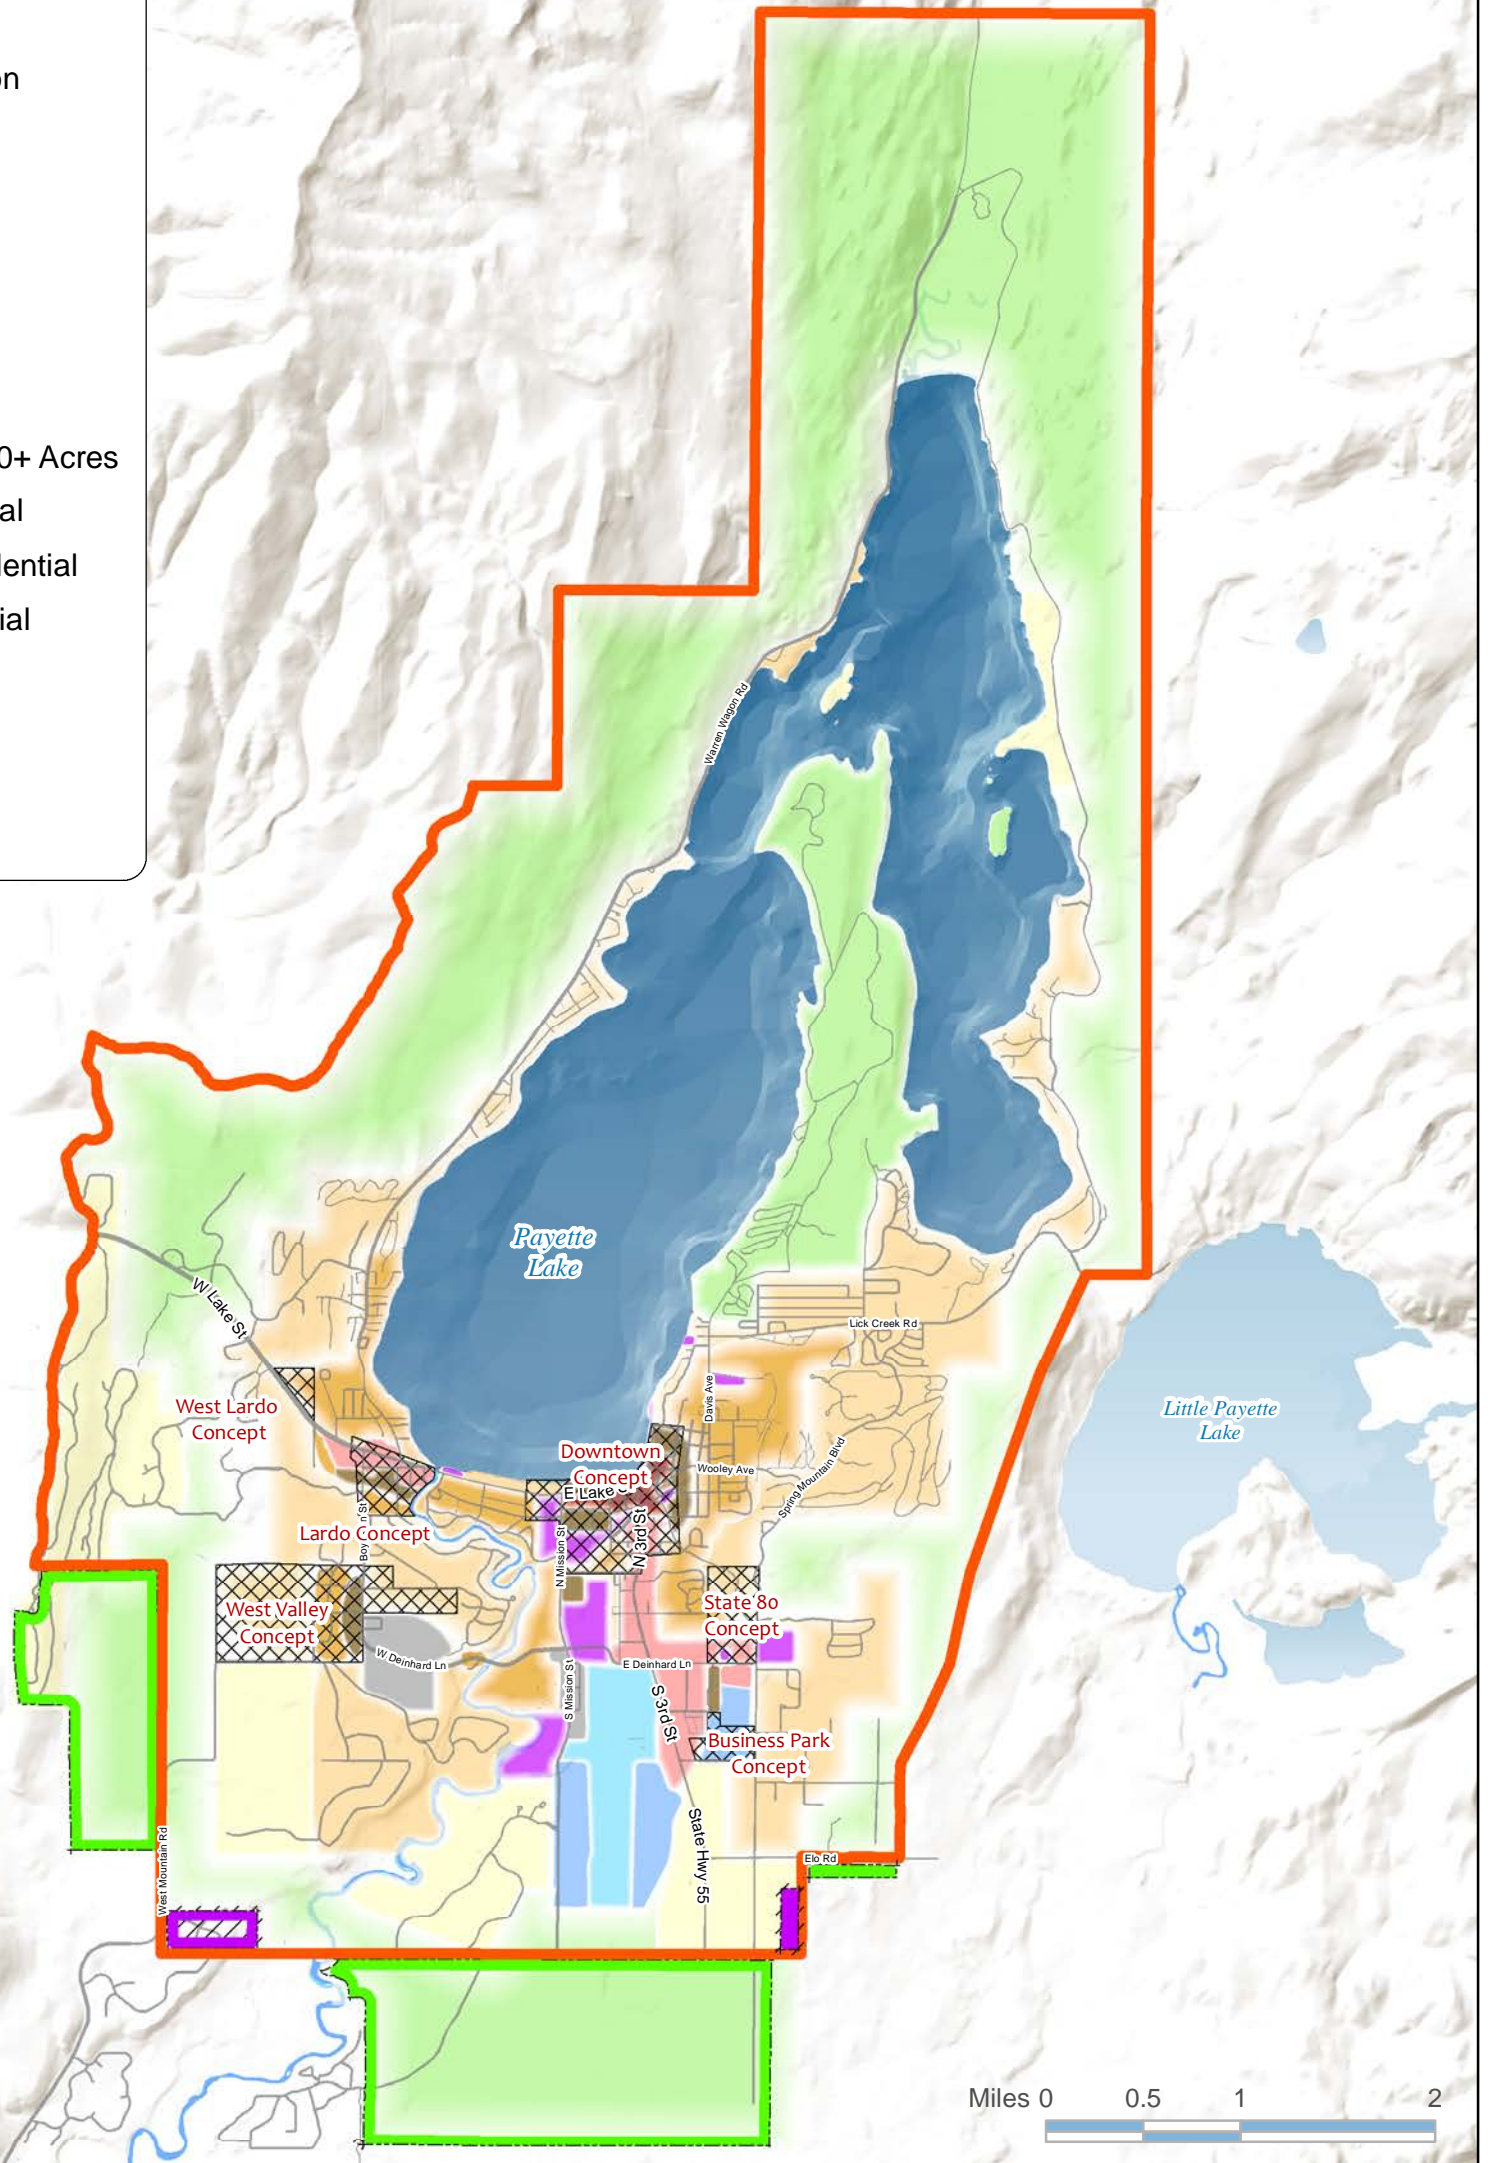 on
0+ Acres
al
dential
ial
Warren Wagon Rd
Payette
Lake
W Lake St
Lick Creek Rd
West Lardo
Concept
Davis Ave
Little Payette
Lake
Downtown
Concept
Wooley Ave
E Lake
Spring Mountain Blvd
Lardo Concept
N 3rd St
N Mission St
West Valley
Concept
State 80
Concept
W Deinhard Ln
E Deinhard Ln
S Mission St
S 3rd St
Business Park
Concept
State Hwy 55
West Mountain Rd
Elo Rd
Miles 0 0.5 1 2